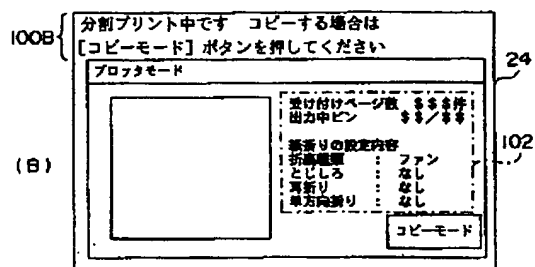 分割プリント中です コピーする場合は
100B
[コピーモード] ボタンを押してください
24
プロッタモード
受け付けページ数 $$$件
出力中ビン $$/$$
102
紙折りの設定内容
(B)
折高種類 : ファン
とじしろ : なし
耳折り : なし
単方向折り : なし
コピーモード